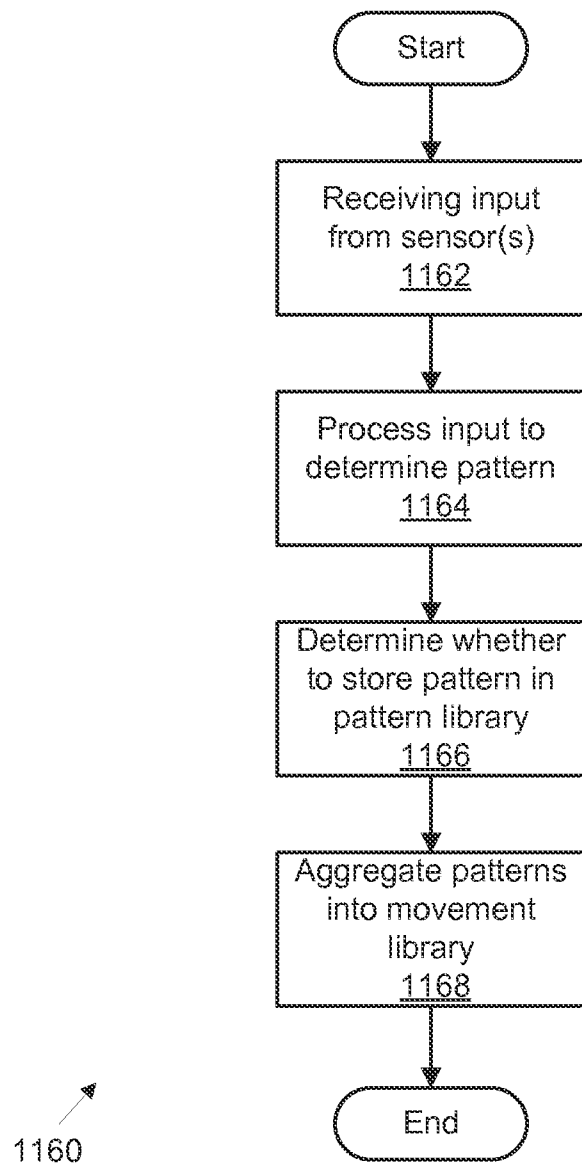 Start
Receiving input
from sensor(s)
1162
Process input to
determine pattern
1164
Determine whether
to store pattern in
pattern library
1166
Aggregate patterns
into movement
library
1168
End
1160